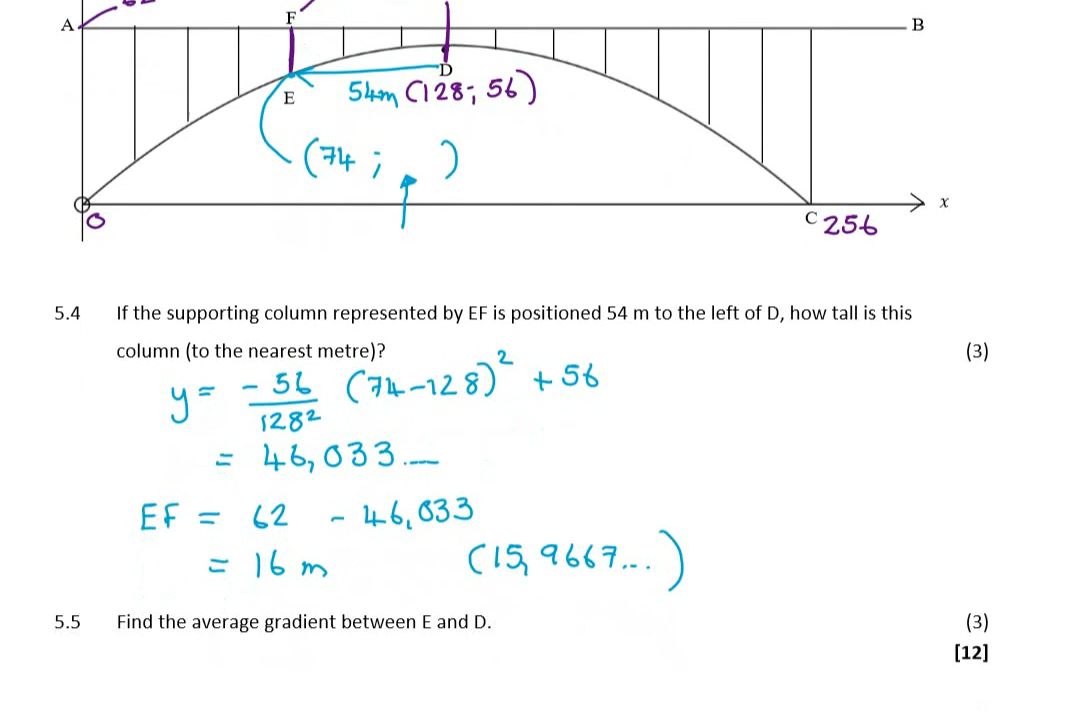 F
A
B
D
E
54m (128; 56)
(74 ; )
x
0
C 256
5.4 If the supporting column represented by EF is positioned 54 m to the left of D, how tall is this
column (to the nearest metre)? (3)
y = - 56/128² (74-128)² + 56
= 46,033...
EF = 62 - 46,033
= 16 m (15,9667...)
5.5 Find the average gradient between E and D. (3)
[12]